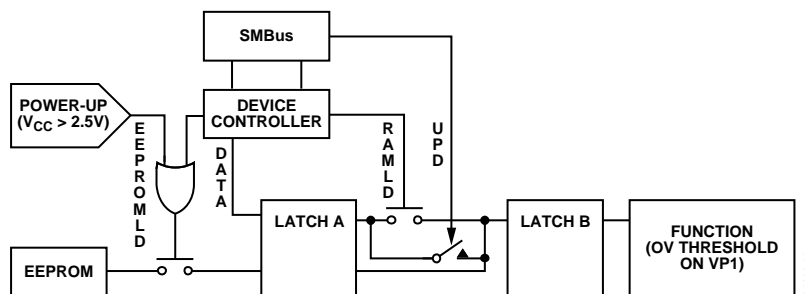 SMBus
POWER-UP
(VCC > 2.5V)
DEVICE
CONTROLLER
EEPROMLD
DATA
RAMLD
UPD
LATCH A
LATCH B
FUNCTION
(OV THRESHOLD
ON VP1)
EEPROM